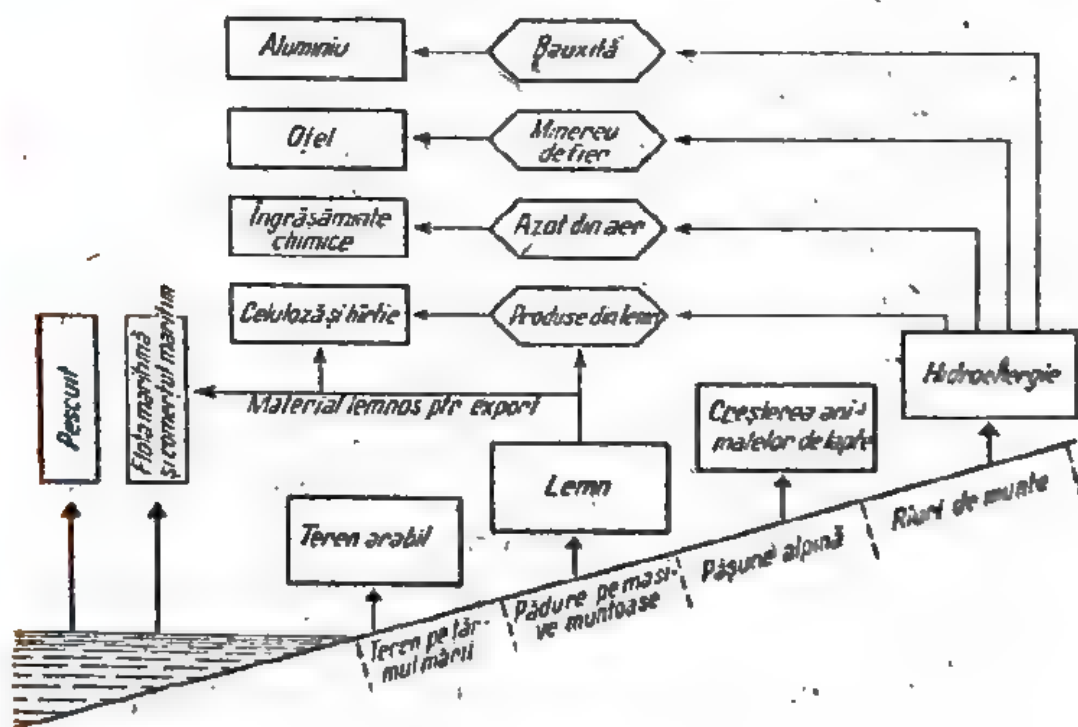 Aluminiu
Bauxită
Oțel
Minereu
de fier
Îngrășăminte
chimice
Azot din aer
Celuloză și hîrtie
Produse din lemn
Pescuit
Flota maritimă
și comerțul maritim
Material lemnos ptr. export
Hidroenergie
Creșterea ani-
malelor de lapte
Lemn
Teren arabil
Teren pe țăr-
mul mării
Pădure pe masi-
ve muntoase
Pășune alpină
Rîuri de munte